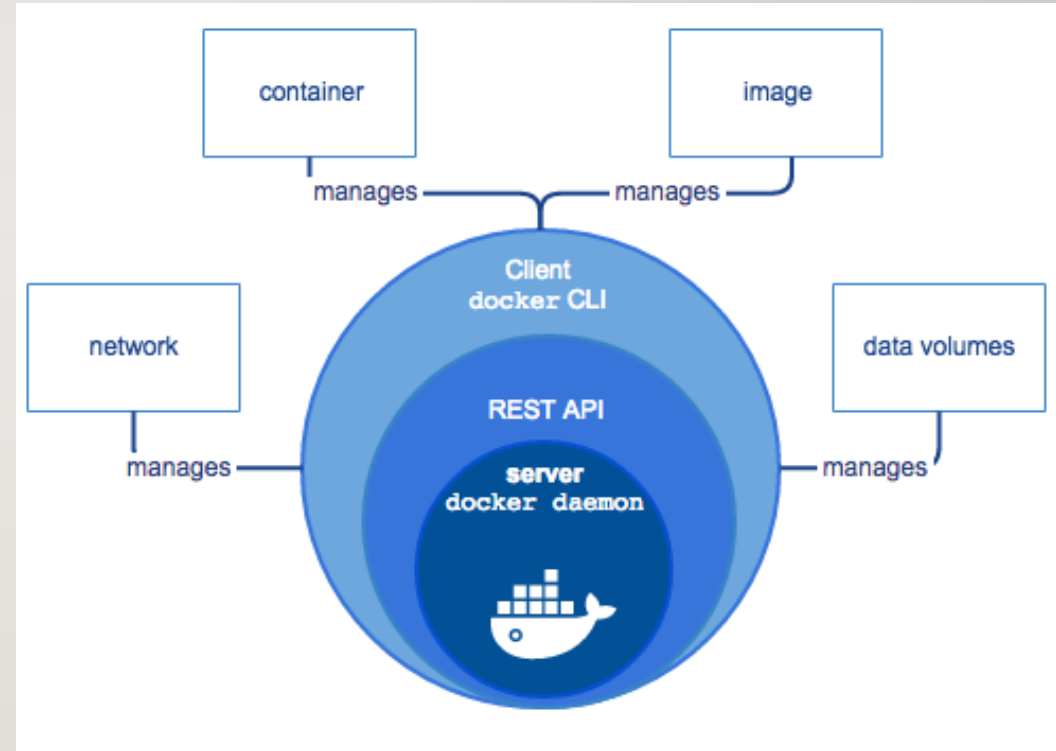 container
image
manages
manages
Client
docker CLI
network
data volumes
REST API
manages
server
manages
docker daemon